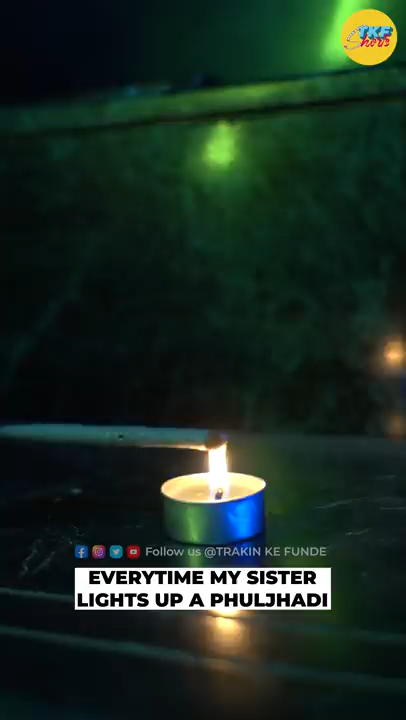 TKF
Shorts
Follow us @TRAKIN KE FUNDE
EVERYTIME MY SISTER
LIGHTS UP A PHULJHADI